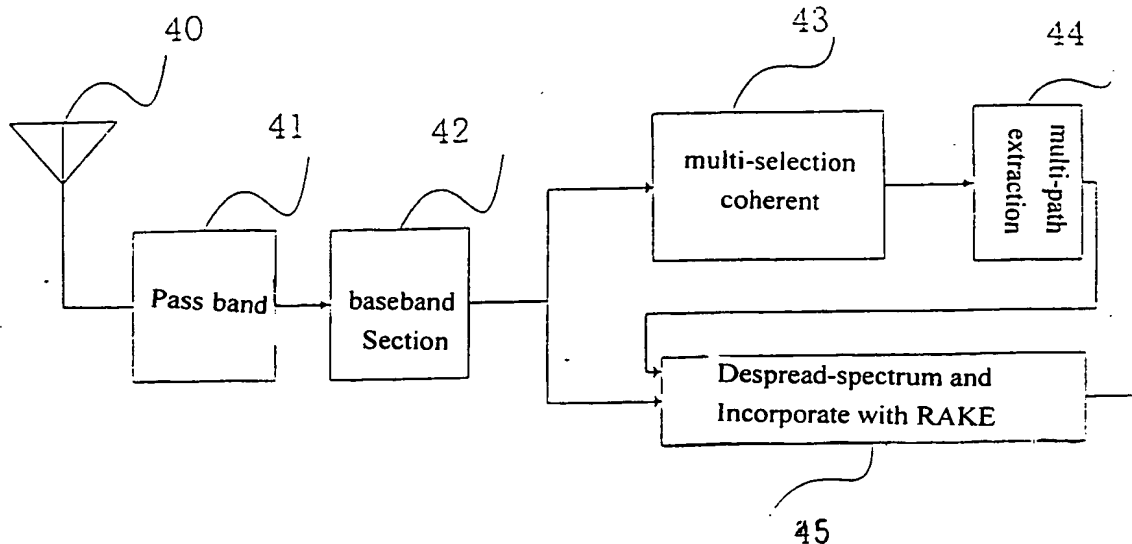 40
41
42
43
44
Pass band
baseband
Section
multi-selection
coherent
multi-path
extraction
Despread-spectrum and
Incorporate with RAKE
45